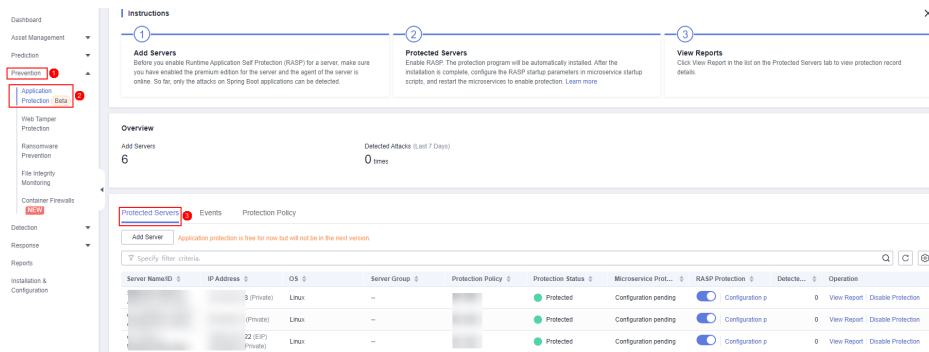 Instructions
Dashboard
Asset Management
Prediction
Prevention 1
Application
Protection Beta 2
Web Tamper
Protection
Ransomware
Prevention
File Integrity
Monitoring
Container Firewalls
NEW
Detection
Response
Reports
Installation &
Configuration
1
Add Servers
Before you enable Runtime Application Self Protection (RASP) for a server, make sure
you have enabled the premium edition for the server and the agent of the server is
online. So far, only the attacks on Spring Boot applications can be detected.
2
Protected Servers
Enable RASP. The protection program will be automatically installed. After the
installation is complete, configure the RASP startup parameters in microservice startup
scripts, and restart the microservices to enable protection. Learn more
3
View Reports
Click View Report in the list on the Protected Servers tab to view protection record
details.
Overview
Add Servers
6
Detected Attacks (Last 7 Days)
0 times
Protected Servers 3 Events Protection Policy
Add Server Application protection is free for now but will not be in the next version.
Specify filter criteria.
Server Name/ID IP Address OS Server Group Protection Policy Protection Status Microservice Prot... RASP Protection Detecte... Operation
(Private) Linux -- Protected Configuration pending Configuration p 0 View Report Disable Protection
(Private) Linux -- Protected Configuration pending Configuration p 0 View Report Disable Protection
22 (EIP)
Private) Linux -- Protected Configuration pending Configuration p 0 View Report Disable Protection